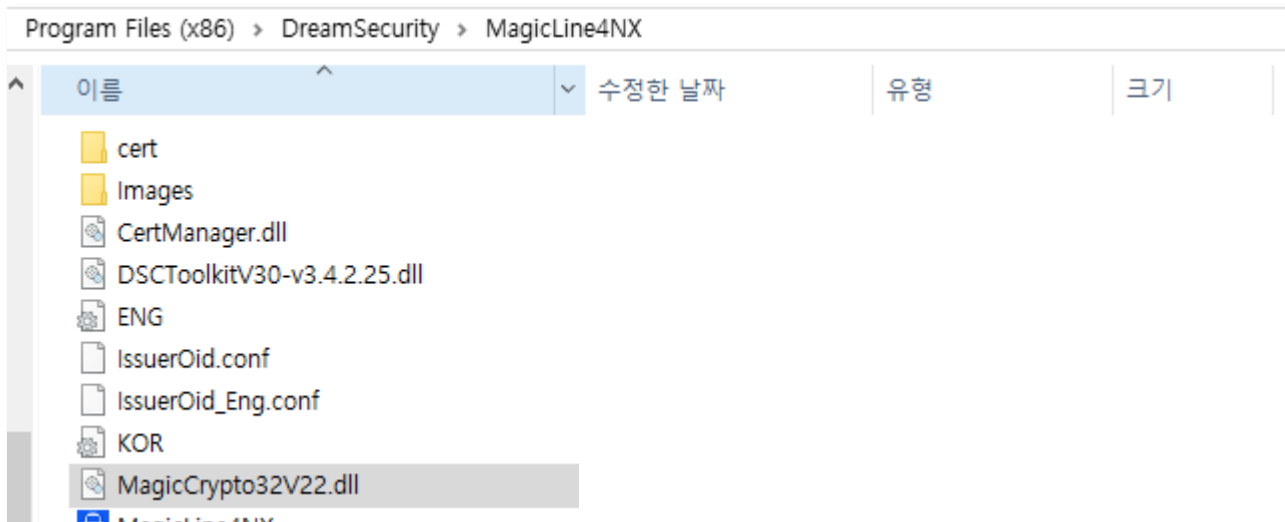 Program Files (x86) > DreamSecurity > MagicLine4NX
이름 수정한 날짜 유형 크기
cert
Images
CertManager.dll
DSCToolkitV30-v3.4.2.25.dll
ENG
IssuerOid.conf
IssuerOid_Eng.conf
KOR
MagicCrypto32V22.dll
MagicLine4NX